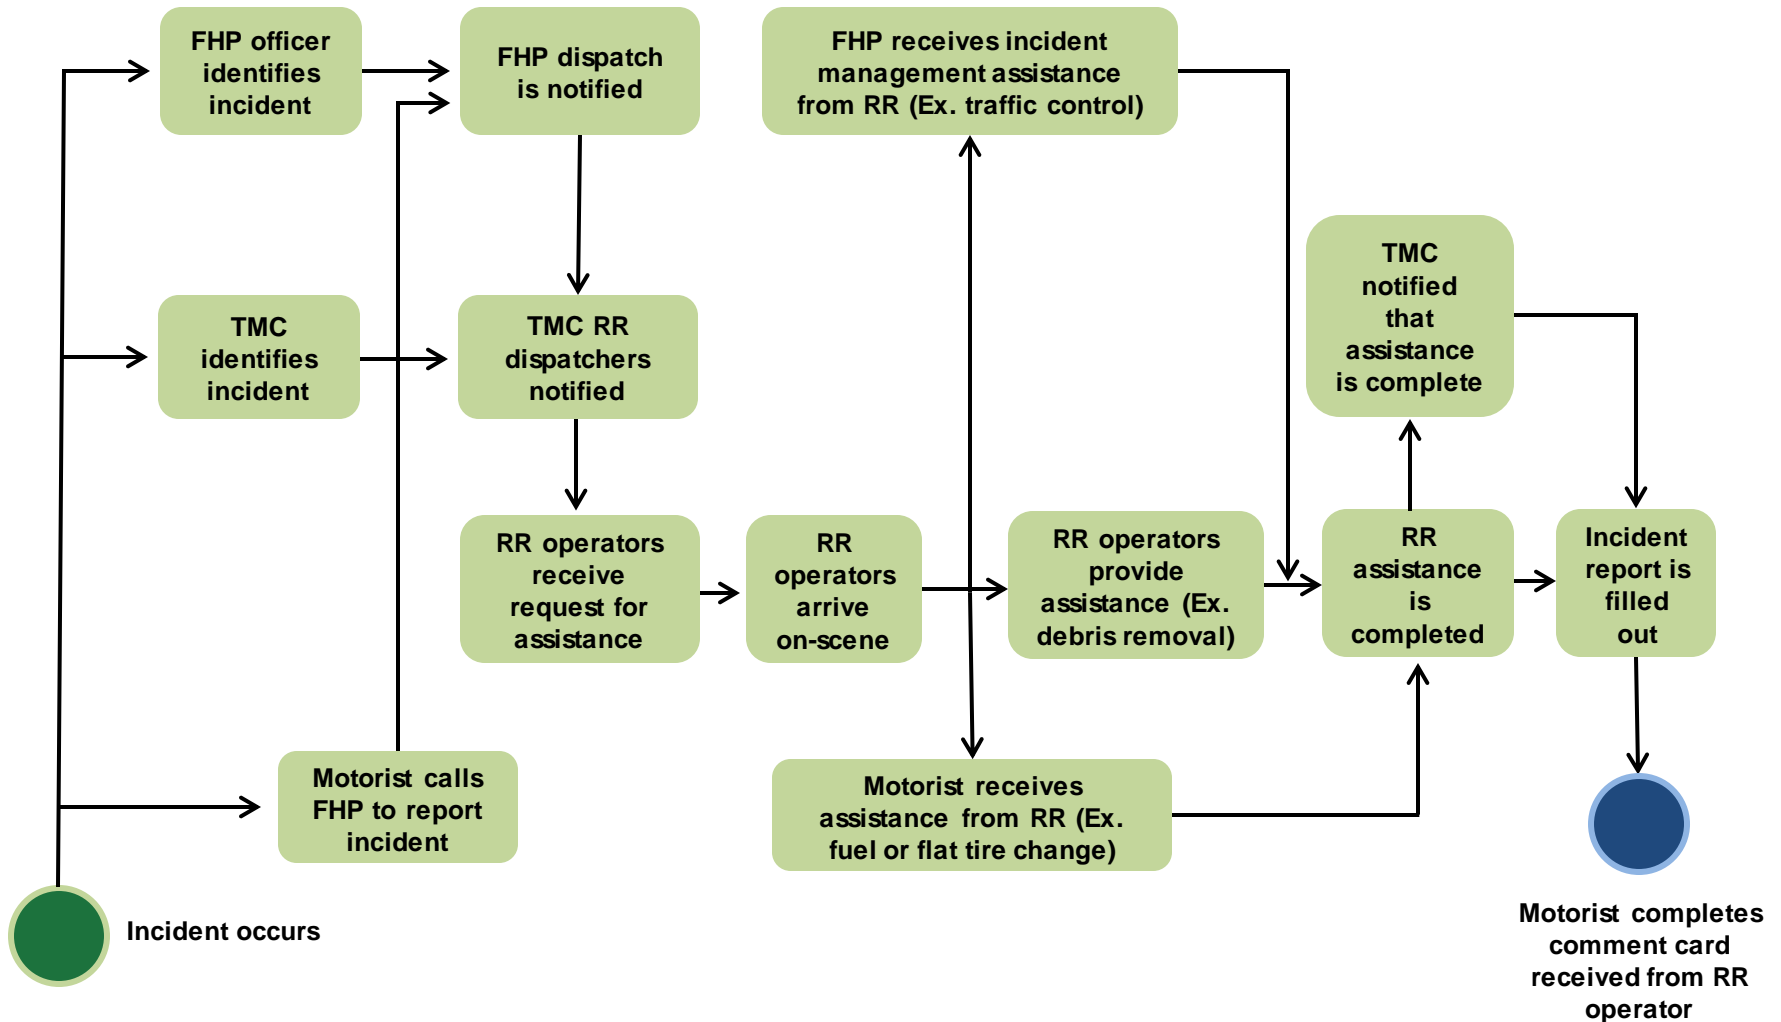 FHP officer
identifies
incident
FHP dispatch
is notified
FHP receives incident
management assistance
from RR (Ex. traffic control)
TMC
identifies
incident
TMC RR
dispatchers
notified
TMC
notified
that
assistance
is complete
RR operators
receive
request for
assistance
RR
operators
arrive
on-scene
RR operators
provide
assistance (Ex.
debris removal)
RR
assistance
is
completed
Incident
report is
filled
out
Motorist calls
FHP to report
incident
Motorist receives
assistance from RR (Ex.
fuel or flat tire change)
Incident occurs
Motorist completes
comment card
received from RR
operator